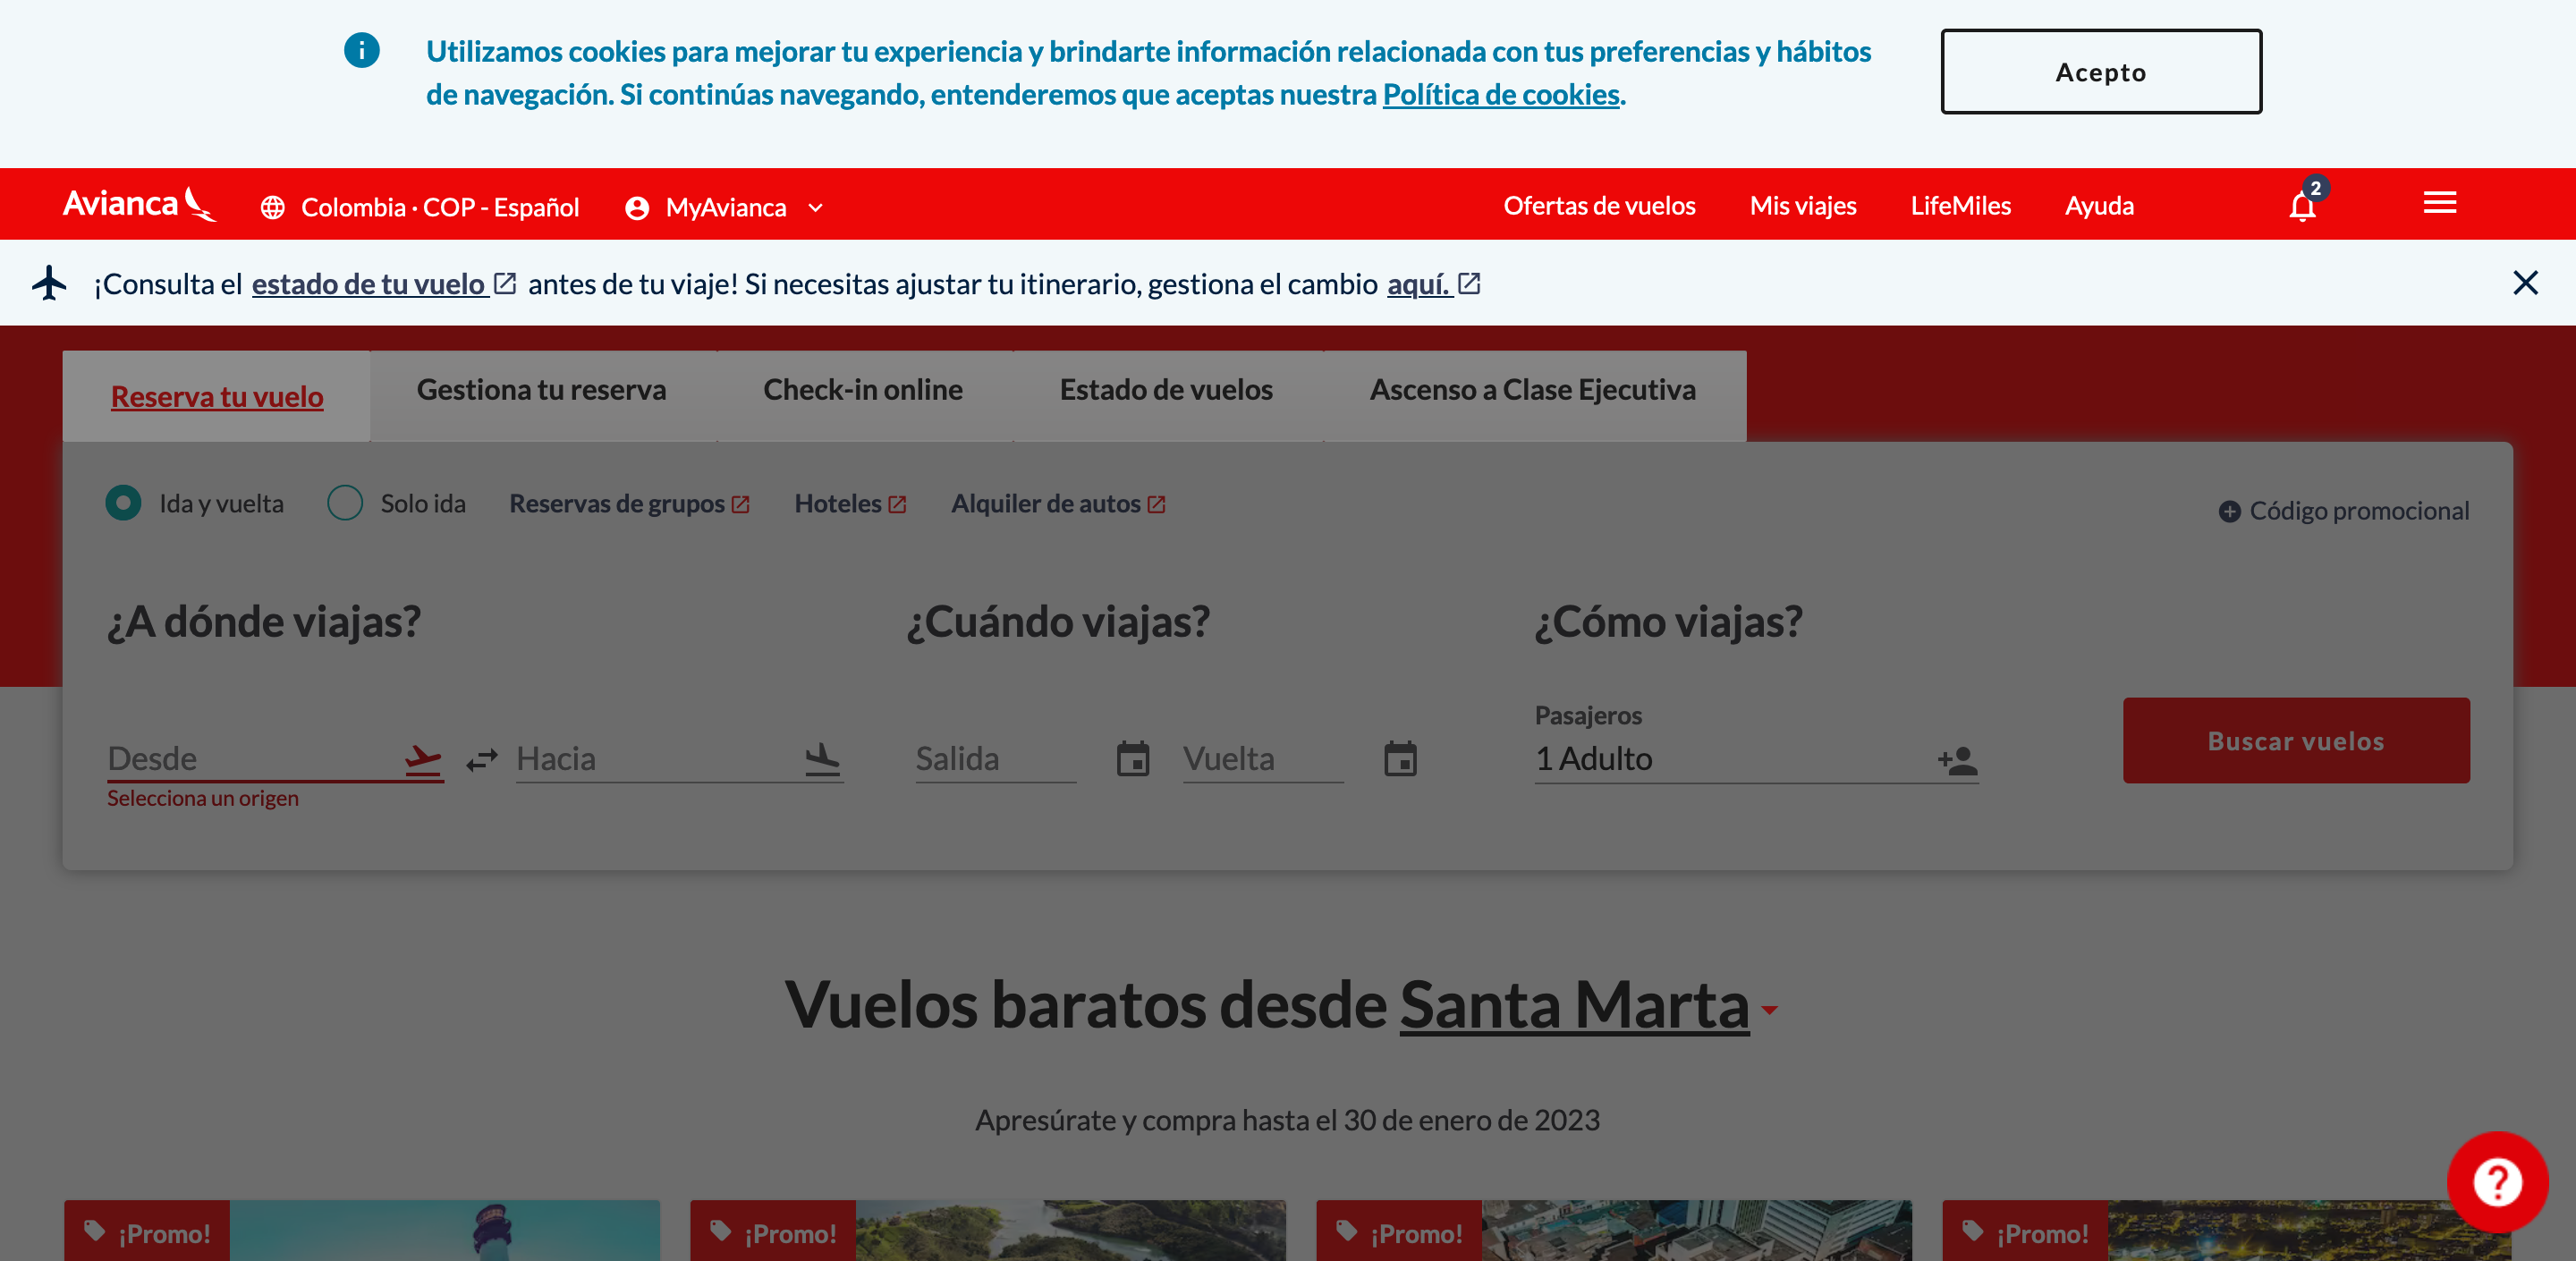 Utilizamos cookies para mejorar tu experiencia y brindarte información relacionada con tus preferencias y hábitos
de navegación. Si continúas navegando, entenderemos que aceptas nuestra Política de cookies.
Acepto
Avianca
Colombia · COP - Español
MyAvianca
Ofertas de vuelos
Mis viajes
LifeMiles
Ayuda
2
¡Consulta el estado de tu vuelo antes de tu viaje! Si necesitas ajustar tu itinerario, gestiona el cambio aquí.
Reserva tu vuelo
Gestiona tu reserva
Check-in online
Estado de vuelos
Ascenso a Clase Ejecutiva
Ida y vuelta
Solo ida
Reservas de grupos
Hoteles
Alquiler de autos
Código promocional
¿A dónde viajas?
¿Cuándo viajas?
¿Cómo viajas?
Pasajeros
Desde
Hacia
Salida
Vuelta
1 Adulto
Buscar vuelos
Selecciona un origen
Vuelos baratos desde Santa Marta
Apresúrate y compra hasta el 30 de enero de 2023
¡Promo!
¡Promo!
¡Promo!
¡Promo!